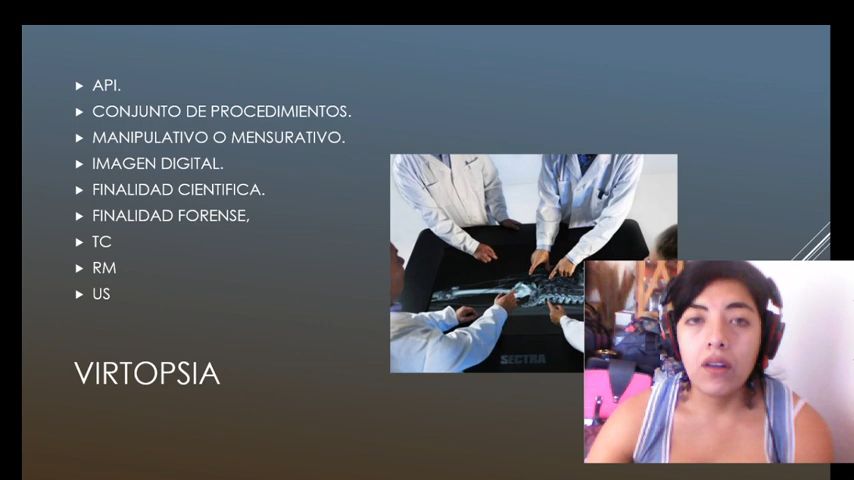 API.
CONJUNTO DE PROCEDIMIENTOS.
MANIPULATIVO O MENSURATIVO.
IMAGEN DIGITAL.
FINALIDAD CIENTIFICA.
FINALIDAD FORENSE,
TC
RM
US
SECTRA
VIRTOPSIA